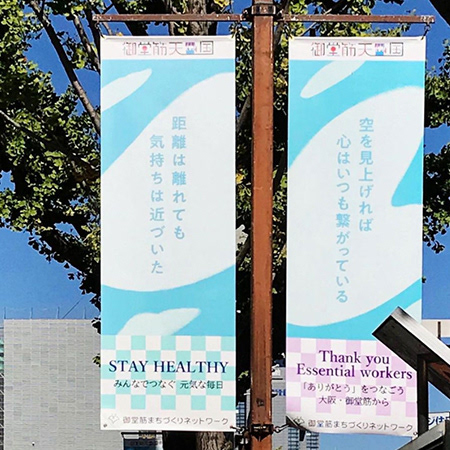 御堂筋天国
距離は離れても
気持ちは近づいた
STAY HEALTHY
みんなでつなぐ 元気な毎日
御堂筋まちづくりネットワーク
御堂筋天国
空を見上げれば
心はいつも繋がっている
Thank you
Essential workers
「ありがとう」をつなごう
大阪・御堂筋から
御堂筋まちづくりネットワーク